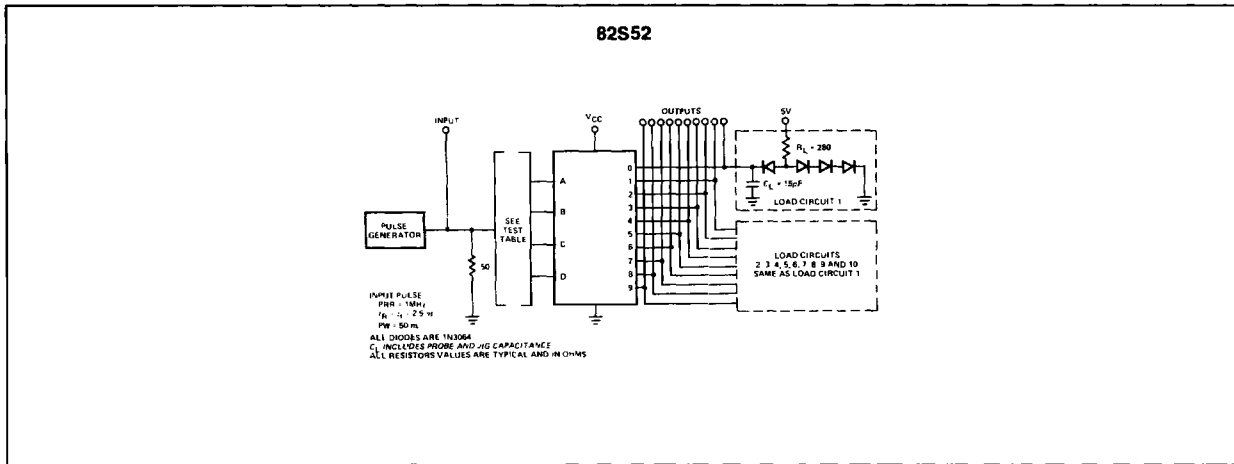 82S52
INPUT
VCC
OUTPUTS
5V
RL = 280
CL = 15pF
LOAD CIRCUIT 1
PULSE
GENERATOR
50
SEE
TEST
TABLE
A
B
C
D
0
1
2
3
4
5
6
7
8
9
LOAD CIRCUITS
2, 3, 4, 5, 6, 7, 8, 9 AND 10
SAME AS LOAD CIRCUIT 1
INPUT PULSE
PRR = 1MHz
= 2.5
PW = 50
ALL DIODES ARE 1N3064
CL INCLUDES PROBE AND JIG CAPACITANCE
ALL RESISTORS VALUES ARE TYPICAL AND IN OHMS